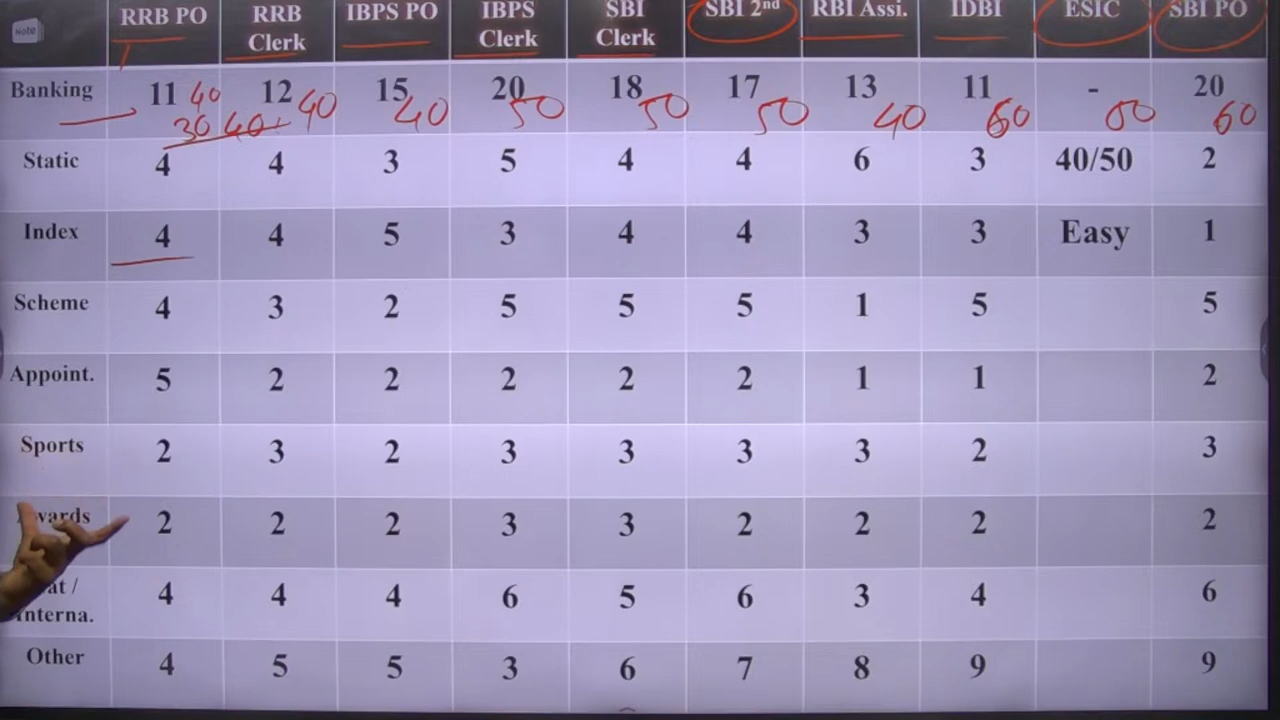 Note
RRB PO RRB Clerk IBPS PO IBPS Clerk SBI Clerk SBI 2nd RBI Assi. IDBI ESIC SBI PO
Banking 11 12 15 20 18 17 13 11 - 20
40 40 40 50 50 50 40 60 50 60
30 40
Static 4 4 3 5 4 4 6 3 40/50 2
Index 4 4 5 3 4 4 3 3 Easy 1
Scheme 4 3 2 5 5 5 1 5 5
Appoint. 5 2 2 2 2 2 1 1 2
Sports 2 3 2 3 3 3 3 2 3
wards 2 2 2 3 3 2 2 2 2
at / Interna. 4 4 4 6 5 6 3 4 6
Other 4 5 5 3 6 7 8 9 9